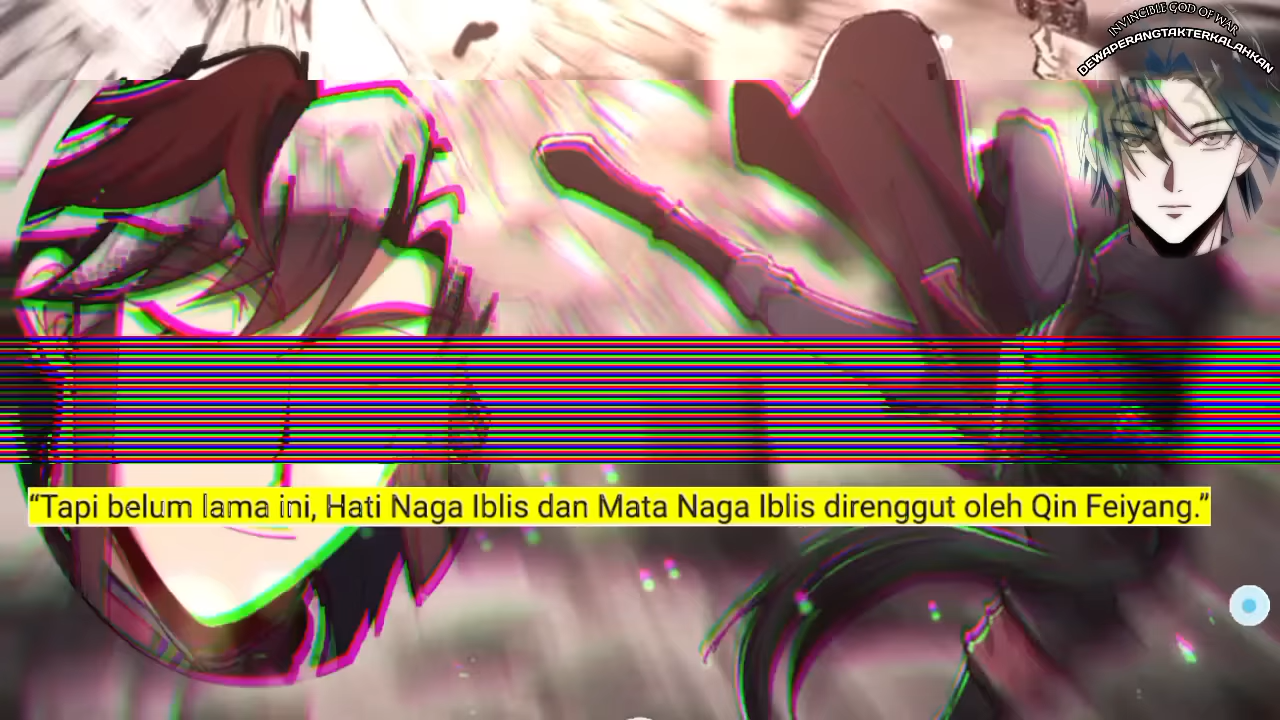 INVINCIBLE GOD OF WAR
DEWAPERANGTAKTERKALAHKAN
“Tapi belum lama ini, Hati Naga Iblis dan Mata Naga Iblis direnggut oleh Qin Feiyang.”